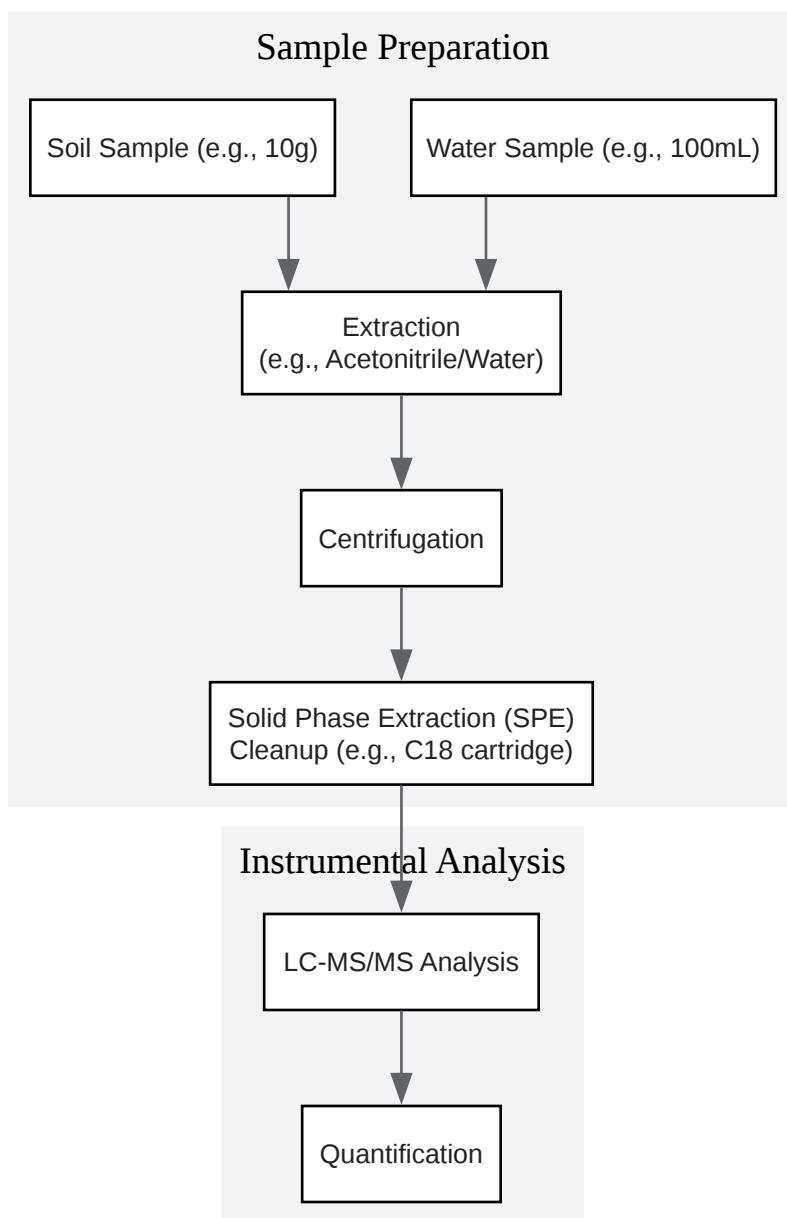 Sample Preparation
Soil Sample (e.g., 10g)
Water Sample (e.g., 100mL)
Extraction
(e.g., Acetonitrile/Water)
Centrifugation
Solid Phase Extraction (SPE)
Cleanup (e.g., C18 cartridge)
Instrumental Analysis
LC-MS/MS Analysis
Quantification